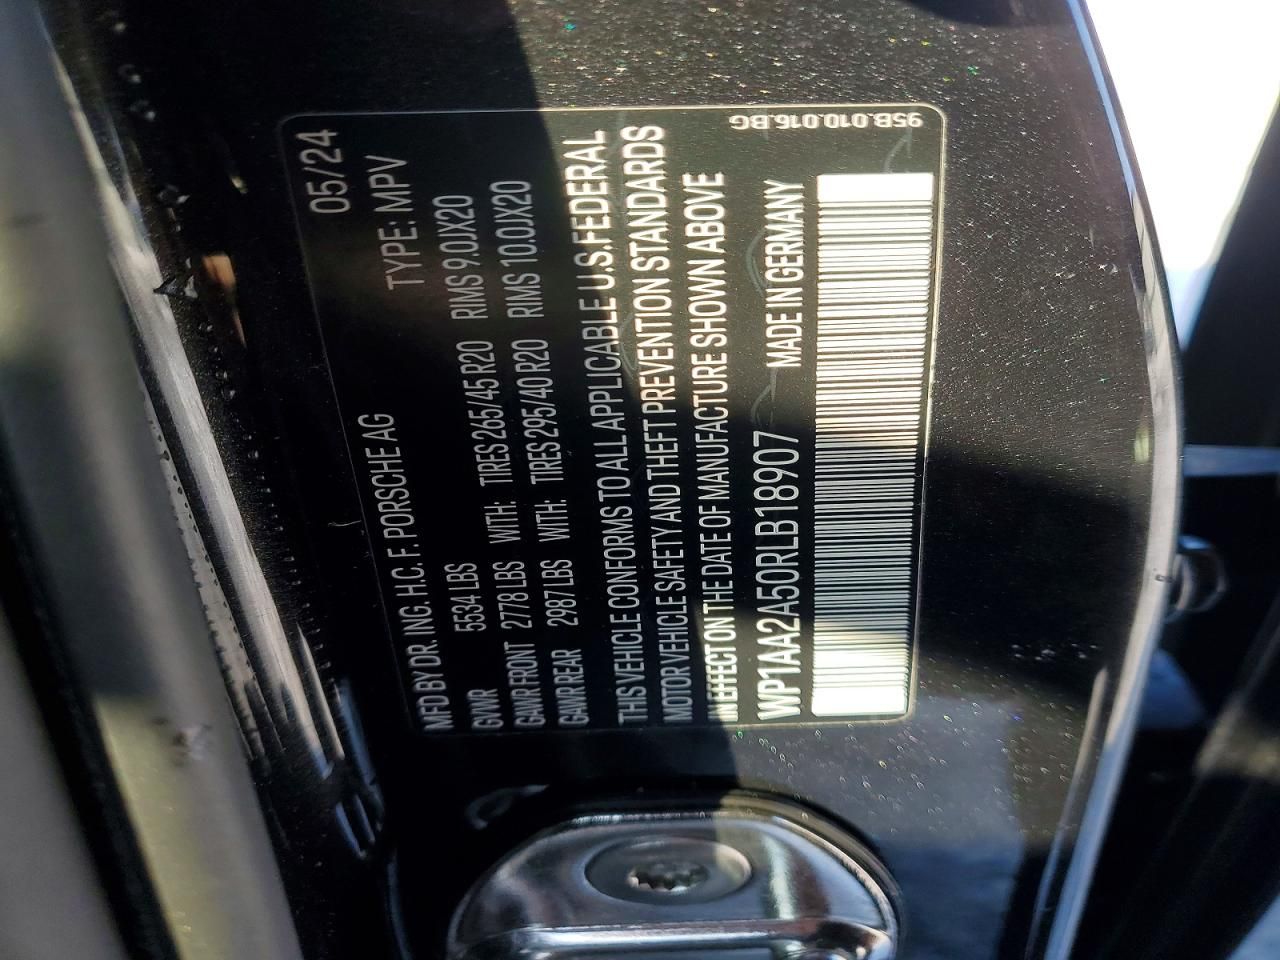 05/24
MFD BY DR. ING. H.C. F. PORSCHE AG TYPE: MPV
GVWR 5534 LBS
GAWR FRONT 2778 LBS WITH: TIRES 265/45 R20 RIMS 9.0JX20
GAWR REAR 2987 LBS WITH: TIRES 295/40 R20 RIMS 10.0JX20
THIS VEHICLE CONFORMS TO ALL APPLICABLE U.S. FEDERAL
MOTOR VEHICLE SAFETY AND THEFT PREVENTION STANDARDS
IN EFFECT ON THE DATE OF MANUFACTURE SHOWN ABOVE
WP1AA2A50RLB18907 MADE IN GERMANY
95B.010.016.BG